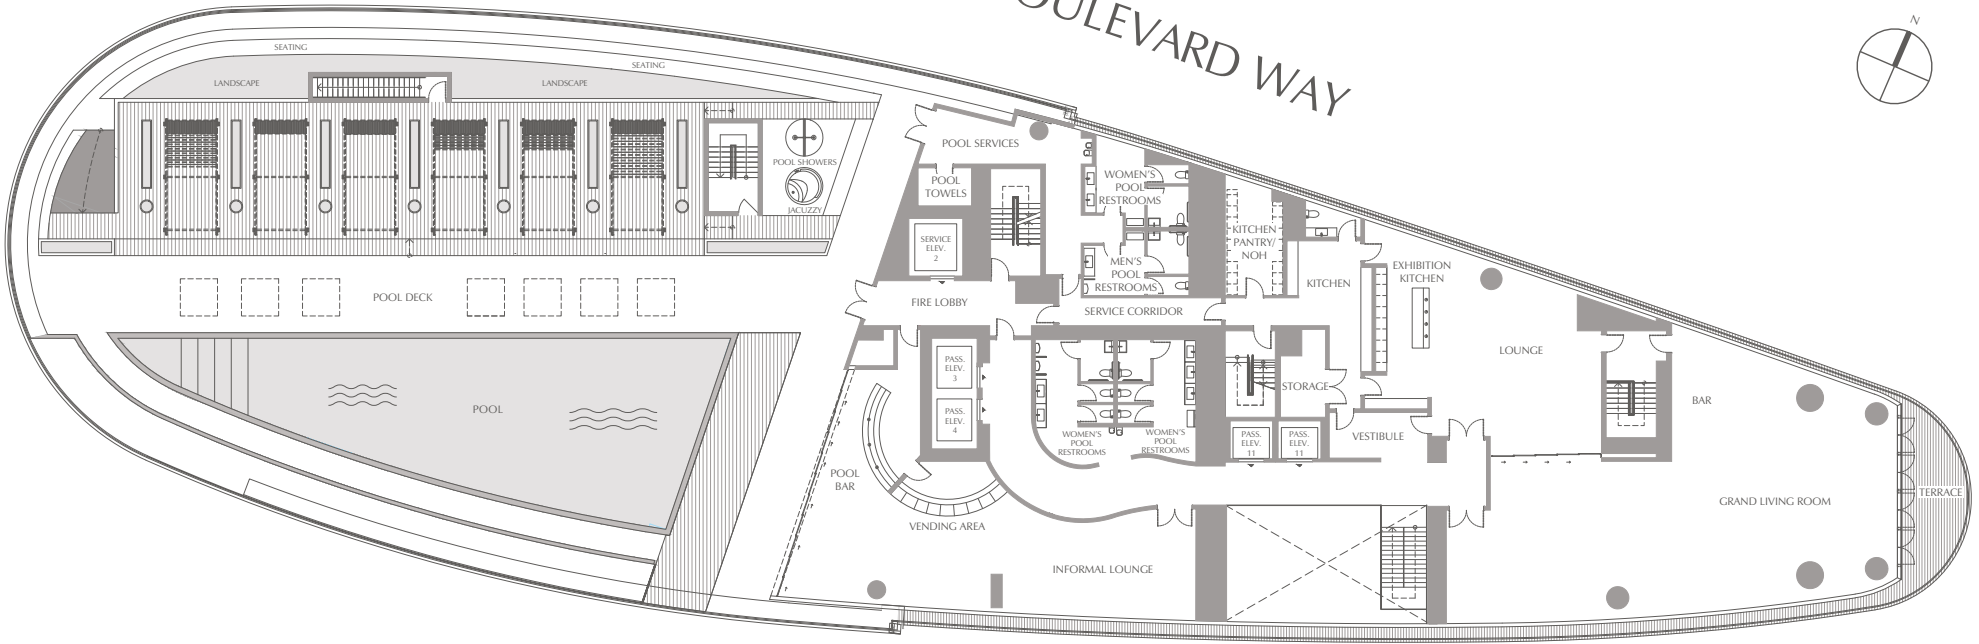 OULEVARD WAY
N
SEATING
SEATING
LANDSCAPE
LANDSCAPE
POOL SHOWERS
JACUZZY
POOL SERVICES
POOL
TOWELS
WOMEN'S
POOL
RESTROOMS
SERVICE
ELEV.
2
KITCHEN
PANTRY/
NOH
MEN'S
POOL
RESTROOMS
KITCHEN
EXHIBITION
KITCHEN
POOL DECK
FIRE LOBBY
SERVICE CORRIDOR
LOUNGE
PASS.
ELEV.
3
PASS.
ELEV.
4
STORAGE
BAR
POOL
WOMEN'S
POOL
RESTROOMS
WOMEN'S
POOL
RESTROOMS
PASS.
ELEV.
11
PASS.
ELEV.
11
VESTIBULE
POOL
BAR
VENDING AREA
GRAND LIVING ROOM
TERRACE
INFORMAL LOUNGE